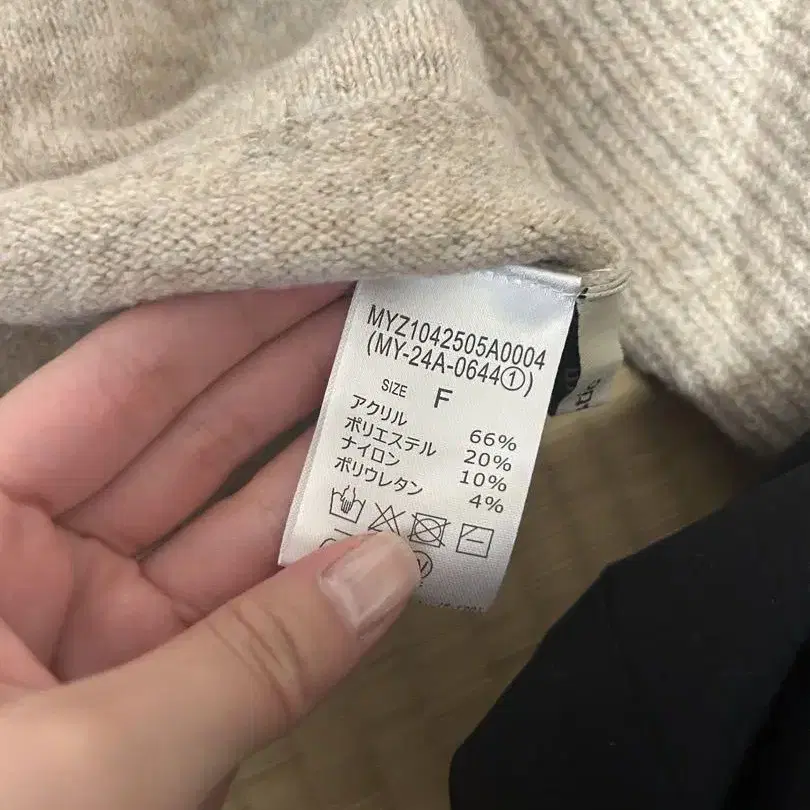 MYZ1042505A0004
(MY-24A-0644①)
SIZE F
アクリル 66%
ポリエステル 20%
ナイロン 10%
ポリウレタン 4%